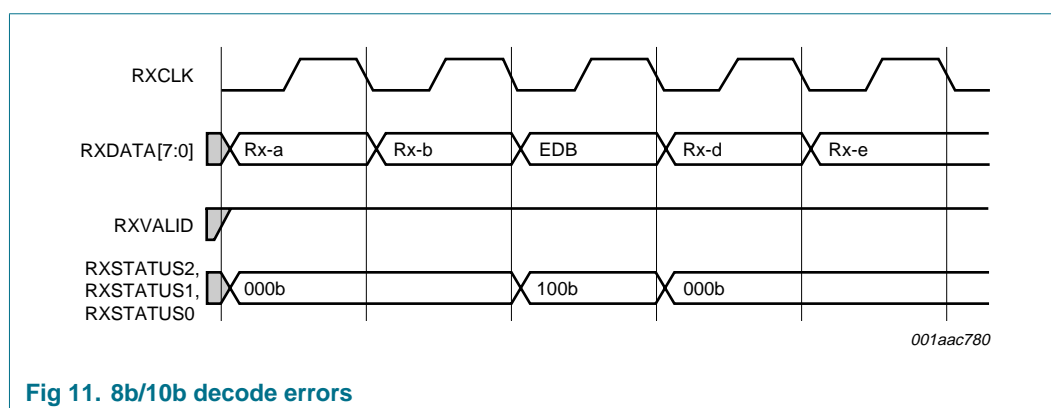 RXCLK
RXDATA[7:0] Rx-a Rx-b EDB Rx-d Rx-e
RXVALID
RXSTATUS2,
RXSTATUS1, 000b 100b 000b
RXSTATUS0
001aac780
Fig 11. 8b/10b decode errors